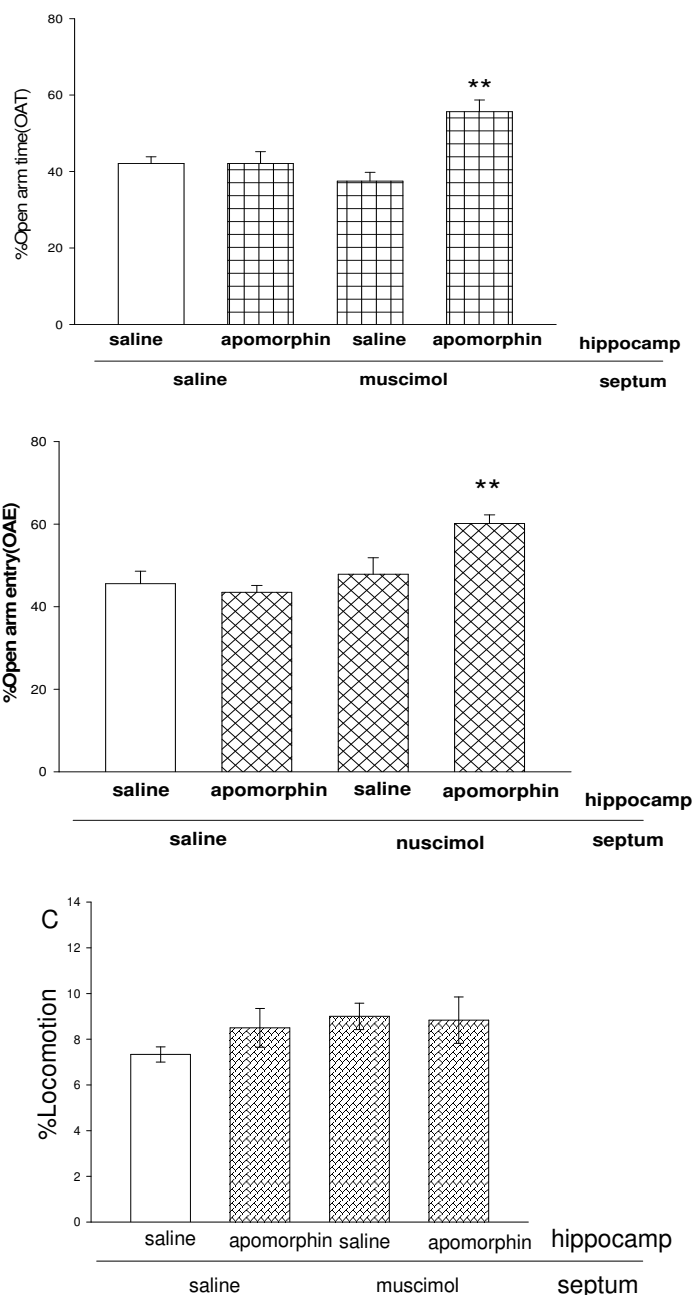 80
%Open arm time(OAT)
60
40
20
0
**
saline apomorphin saline apomorphin hippocamp
saline muscimol septum
80
%Open arm entry(OAE)
60
40
20
0
**
saline apomorphin saline apomorphin hippocamp
saline nuscimol septum
C
14
12
10
8
6
4
2
0
%Locomotion
saline apomorphin saline apomorphin hippocamp
saline muscimol septum